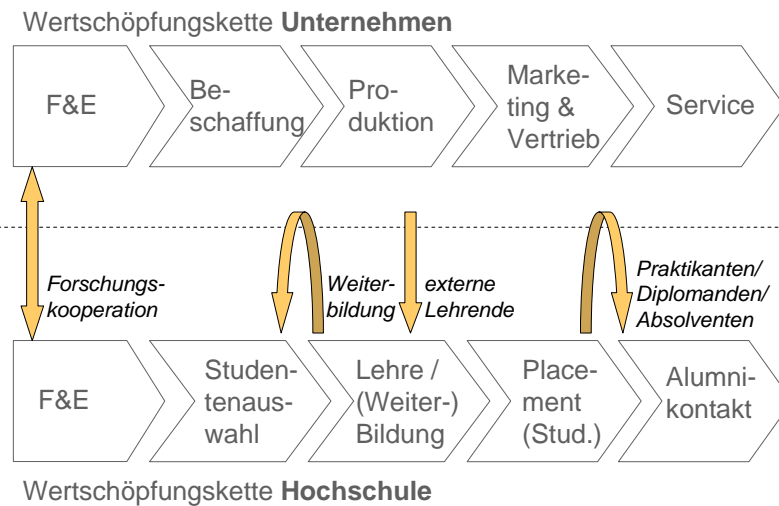 Wertschöpfungskette Unternehmen
F&E
Be-
schaffung
Pro-
duktion
Marke-
ting &
Vertrieb
Service
Forschungs-
kooperation
Weiter-
bildung
externe
Lehrende
Praktikanten/
Diplomanden/
Absolventen
F&E
Studen-
tenaus-
wahl
Lehre /
(Weiter-)
Bildung
Place-
ment
(Stud.)
Alumni-
kontakt
Wertschöpfungskette Hochschule